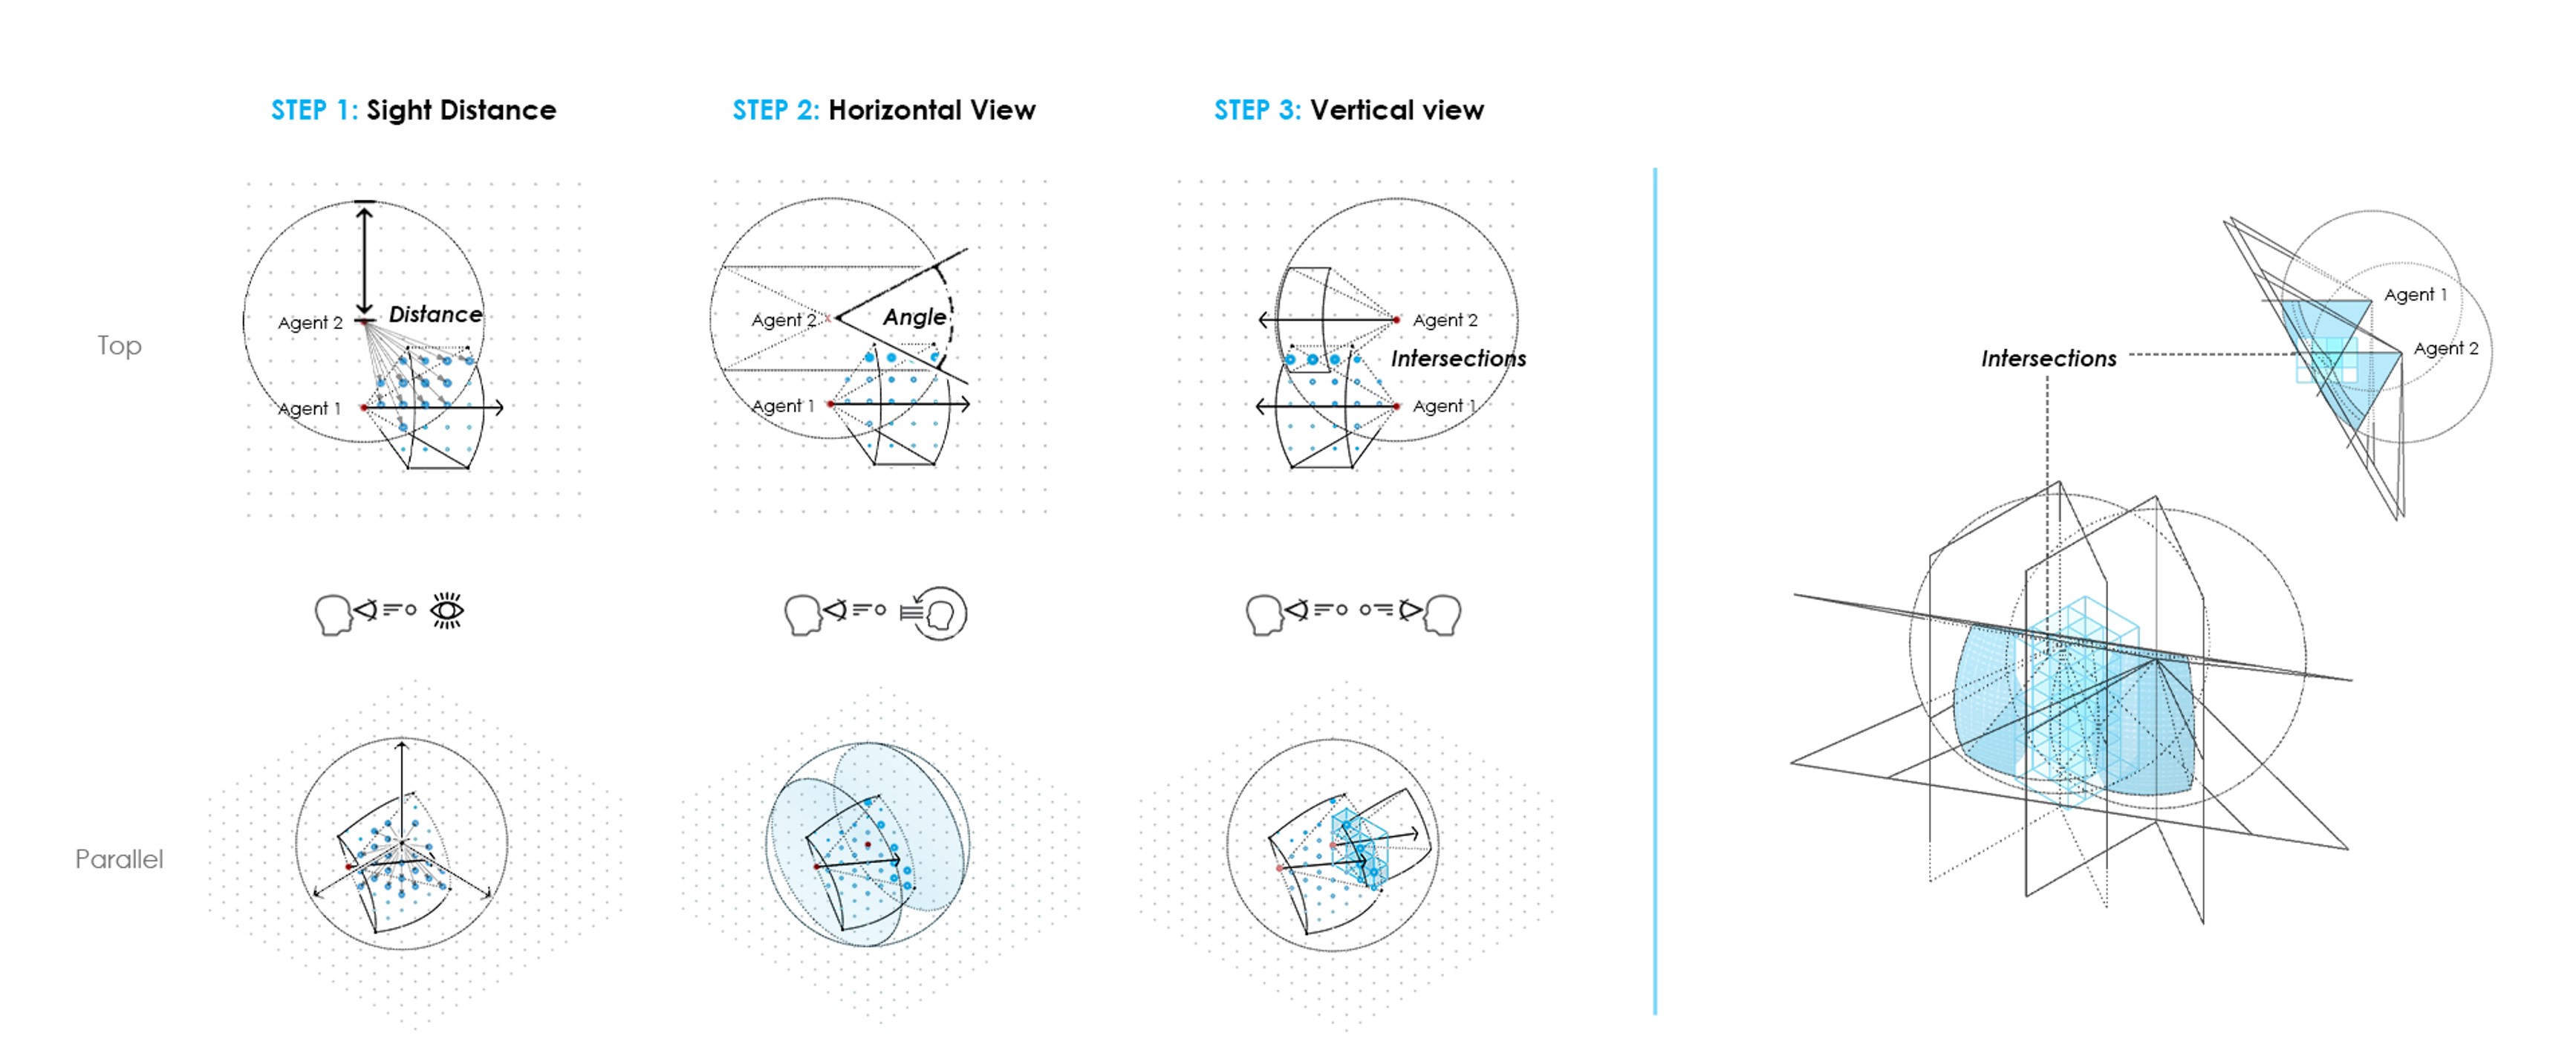 STEP 1: Sight Distance
STEP 2: Horizontal View
STEP 3: Vertical view
Top
Agent 2
Distance
Agent 1
Agent 2
Angle
Agent 1
Agent 2
Intersections
Agent 1
Agent 1
Agent 2
Intersections
Parallel